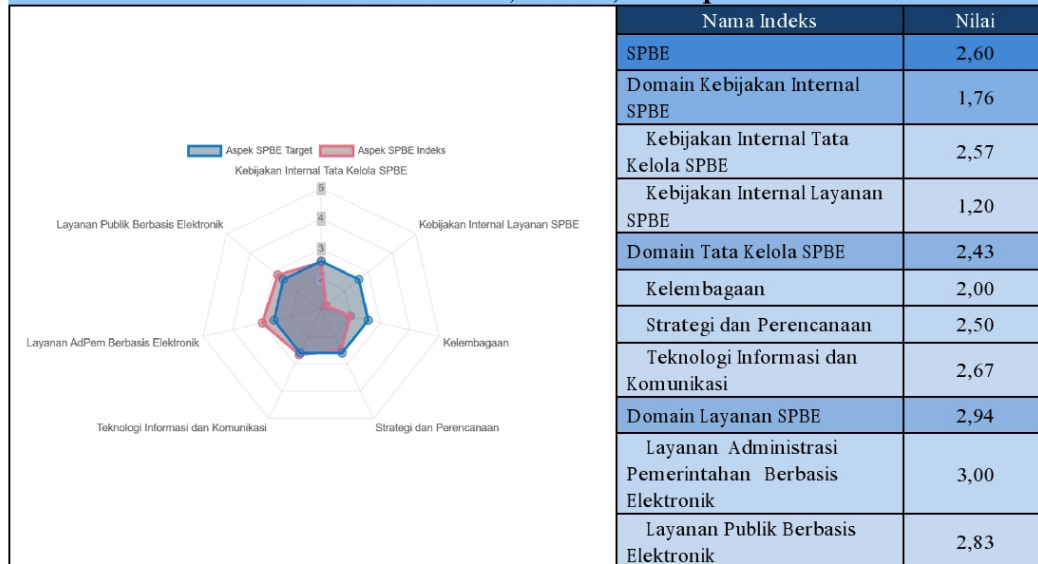 Nama Indeks Nilai
SPBE 2,60
Domain Kebijakan Internal
SPBE 1,76
Kebijakan Internal Tata
Kelola SPBE 2,57
Kebijakan Internal Layanan
SPBE 1,20
Domain Tata Kelola SPBE 2,43
Kelembagaan 2,00
Strategi dan Perencanaan 2,50
Teknologi Informasi dan
Komunikasi 2,67
Domain Layanan SPBE 2,94
Layanan Administrasi
Pemerintahan Berbasis 3,00
Elektronik
Layanan Publik Berbasis
Elektronik 2,83
Aspek SPBE Target Aspek SPBE Indeks
Kebijakan Internal Tata Kelola SPBE
5
4
3
Layanan Publik Berbasis Elektronik
Kebijakan Internal Layanan SPBE
Layanan AdPem Berbasis Elektronik
Kelembagaan
Teknologi Informasi dan Komunikasi
Strategi dan Perencanaan